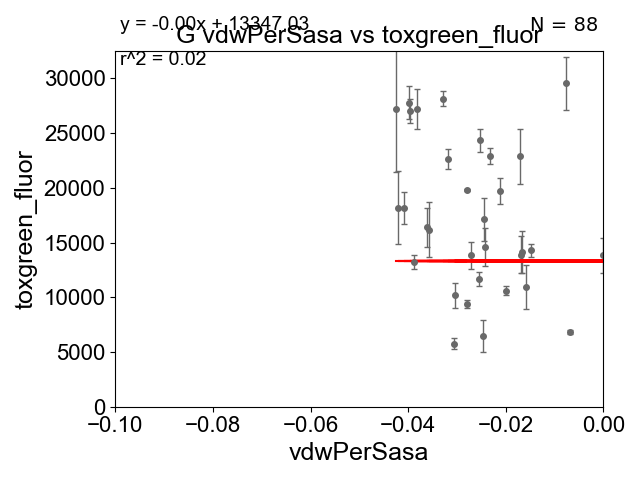 y = -0.00x + 13347.03
N = 88
G vdwPerSasa vs toxgreen_fluor
r^2 = 0.02
30000
25000
20000
15000
10000
5000
0
toxgreen_fluor
−0.10 −0.08 −0.06 −0.04 −0.02 0.00
vdwPerSasa